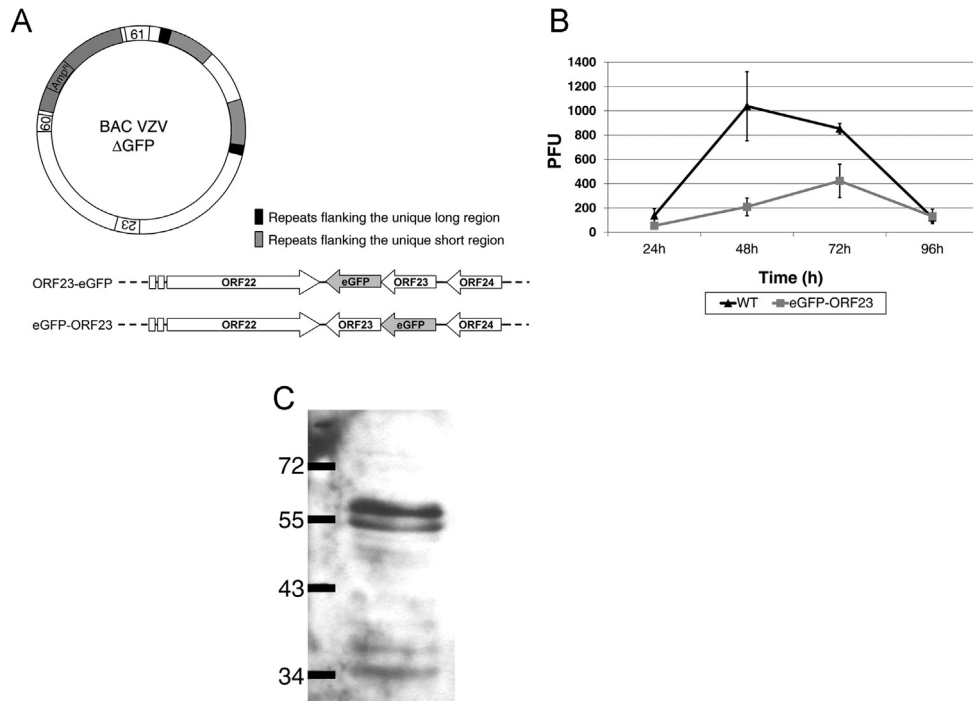 A
61
Amp^R
60
BAC VZV
ΔGFP
23
Repeats flanking the unique long region
Repeats flanking the unique short region
ORF23-eGFP
ORF22
eGFP
ORF23
ORF24
eGFP-ORF23
ORF22
ORF23
eGFP
ORF24
B
1400
1200
1000
800
600
400
200
0
PFU
24h
48h
72h
96h
Time (h)
WT
eGFP-ORF23
C
72
55
43
34